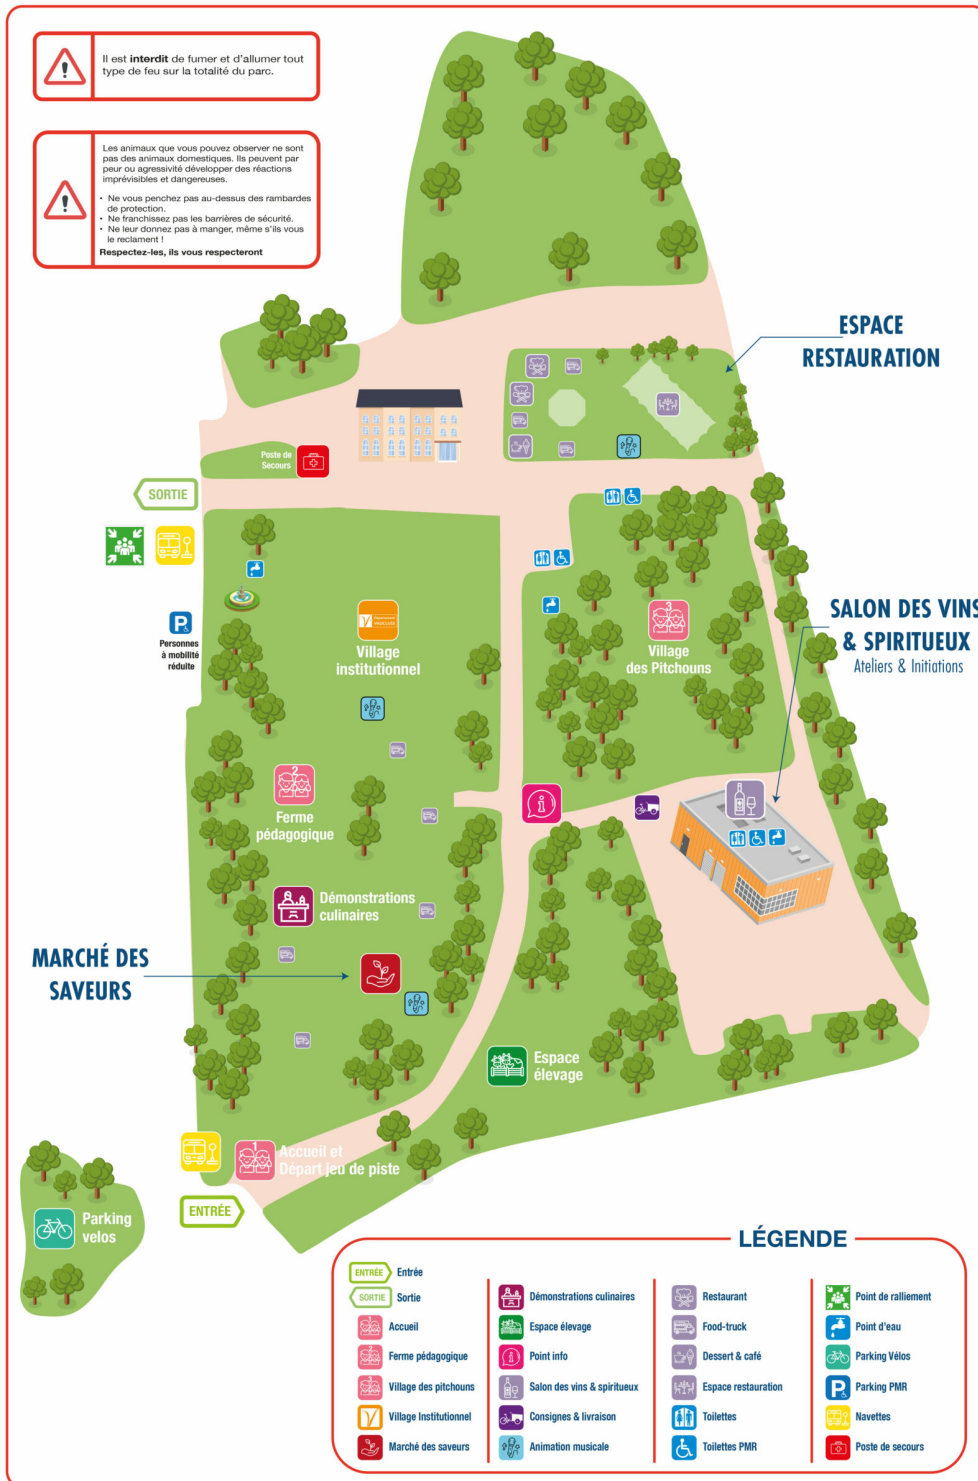 Il est interdit de fumer et d'allumer tout
type de feu sur la totalité du parc.
Les animaux que vous pouvez observer ne sont
pas des animaux domestiques. Ils peuvent par
peur ou agressivité développer des réactions
imprévisibles et dangereuses.
• Ne vous penchez pas au-dessus des rambardes
de protection.
• Ne franchissez pas les barrières de sécurité.
• Ne leur donnez pas à manger, même s'ils vous
le reclament !
Respectez-les, ils vous respecteront
ESPACE
RESTAURATION
Poste de
Secours
SORTIE
P
Personnes
à mobilité
réduite
Village
institutionnel
3
Village
des Pitchouns
SALON DES VINS
& SPIRITUEUX
Ateliers & Initiations
2
Ferme
pédagogique
i
Démonstrations
culinaires
MARCHÉ DES
SAVEURS
Espace
élevage
1
Accueil et
Départ jeu de piste
ENTRÉE
Parking
velos
LÉGENDE
ENTRÉE Entrée
SORTIE Sortie
1 Accueil
2 Ferme pédagogique
3 Village des pitchouns
Village Institutionnel
Marché des saveurs
Démonstrations culinaires
Espace élevage
i Point info
Salon des vins & spiritueux
Consignes & livraison
Animation musicale
Restaurant
Food-truck
Dessert & café
Espace restauration
Toilettes
Toilettes PMR
Point de ralliement
Point d'eau
Parking Vélos
P Parking PMR
Navettes
Poste de secours